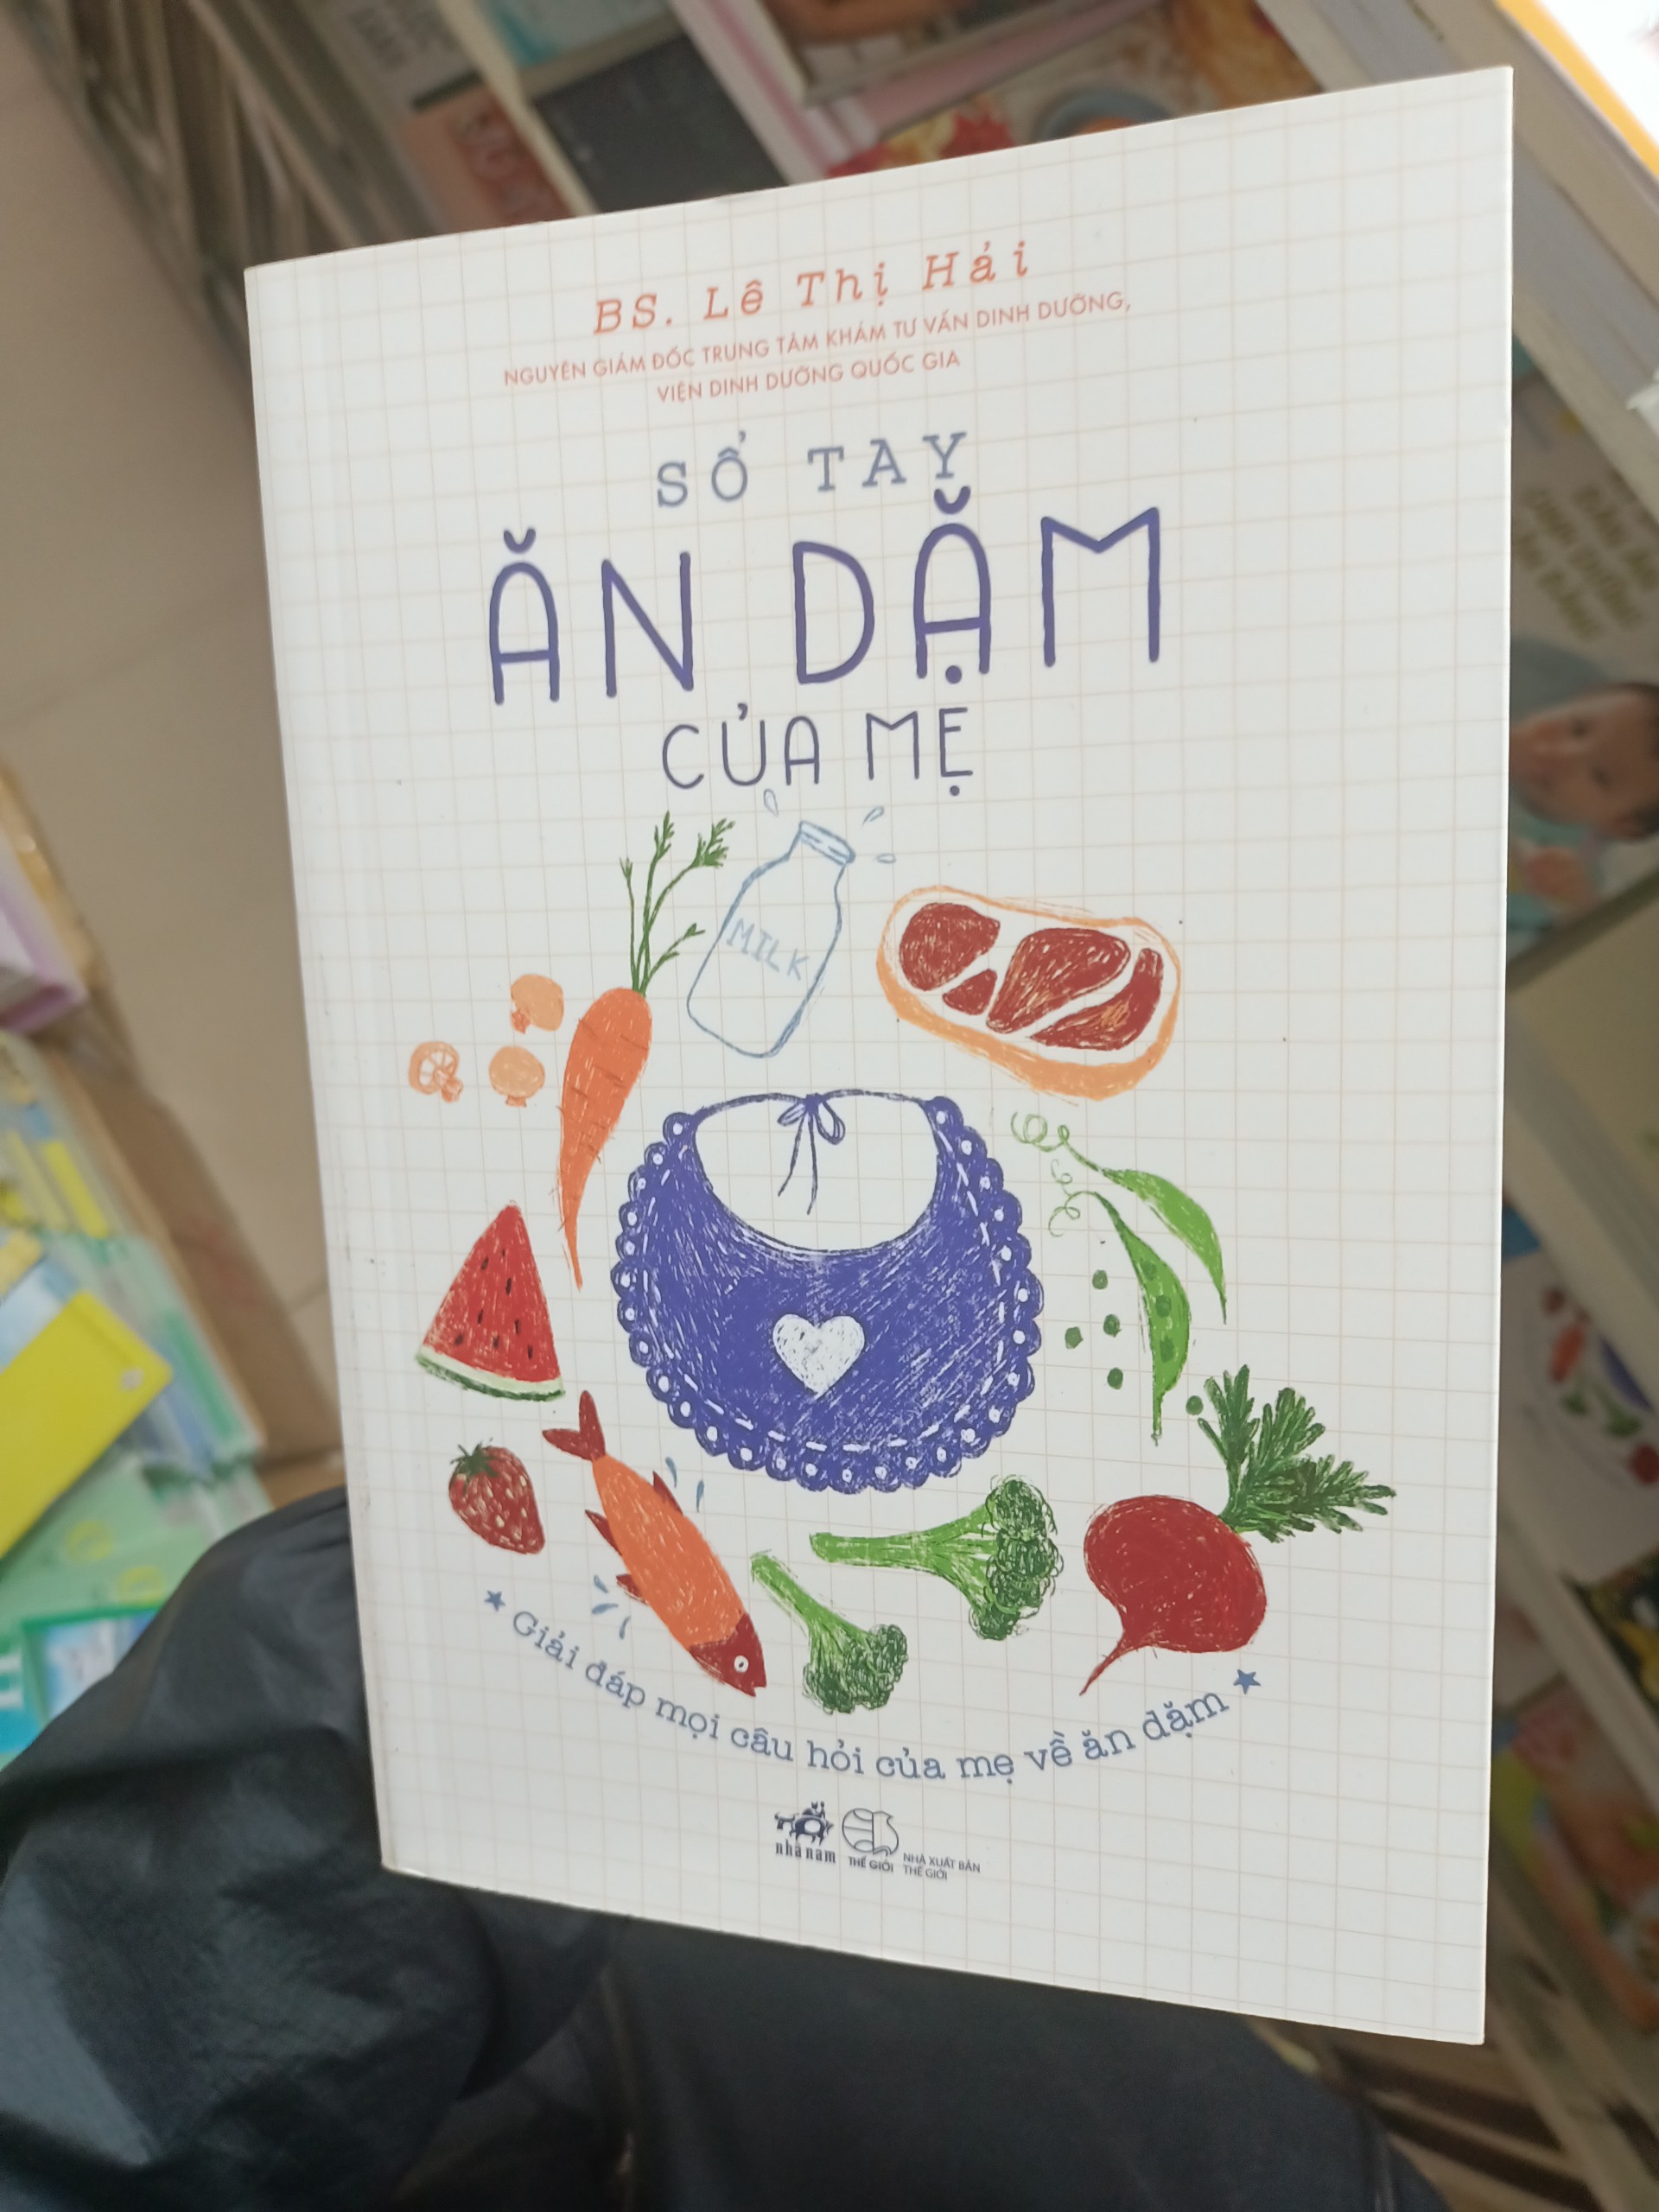 BS. Lê Thị Hải
NGUYÊN GIÁM ĐỐC TRUNG TÂM KHÁM TƯ VẤN DINH DƯỠNG,
VIỆN DINH DƯỠNG QUỐC GIA
SỔ TAY
ĂN DẶM
CỦA MẸ
MILK
★ Giải đáp mọi câu hỏi của mẹ về ăn dặm ★
nhã nam
THẾ GIỚI
NHÀ XUẤT BẢN
THẾ GIỚI